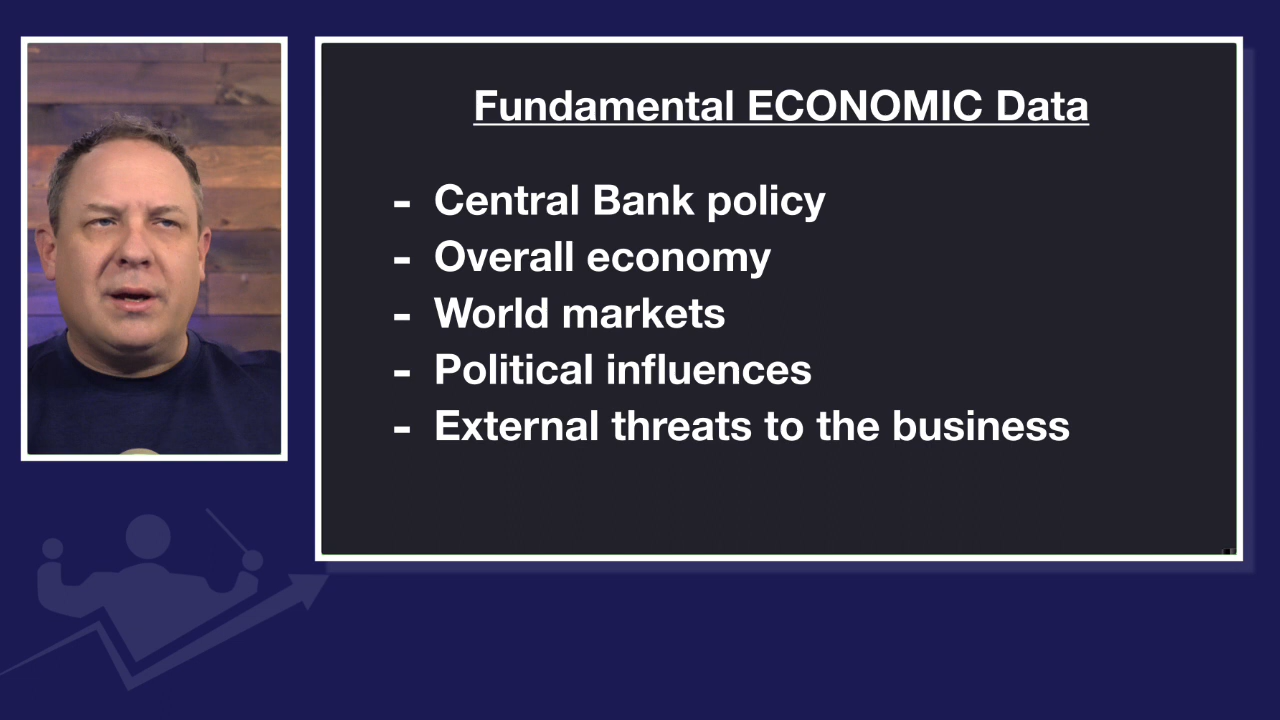 Fundamental ECONOMIC Data
- Central Bank policy
- Overall economy
- World markets
- Political influences
- External threats to the business